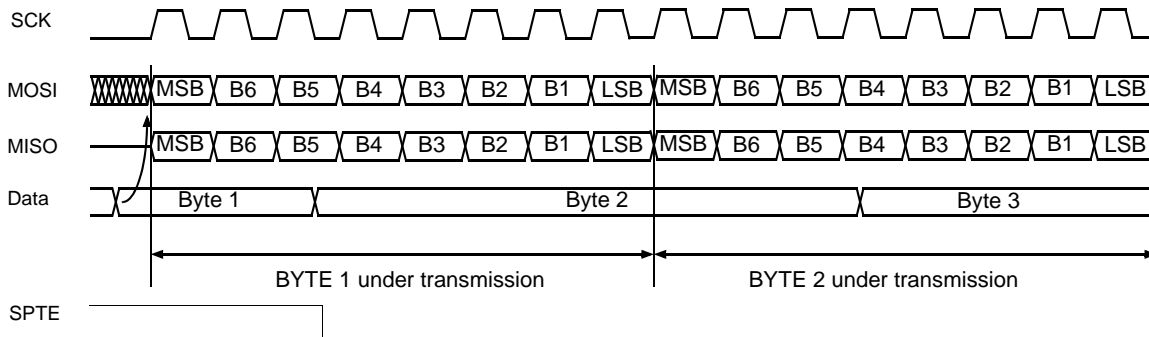 SCK
MOSI MSB B6 B5 B4 B3 B2 B1 LSB MSB B6 B5 B4 B3 B2 B1 LSB
MISO MSB B6 B5 B4 B3 B2 B1 LSB MSB B6 B5 B4 B3 B2 B1 LSB
Data Byte 1 Byte 2 Byte 3
BYTE 1 under transmission BYTE 2 under transmission
SPTE